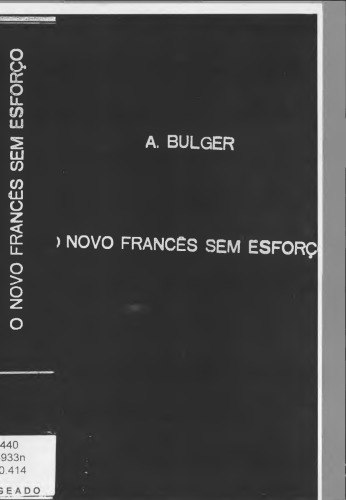 O NOVO FRANCÊS SEM ESFORÇO
A. BULGER
NOVO FRANCÊS SEM ESFORÇ
440
933n
0.414
GEADO